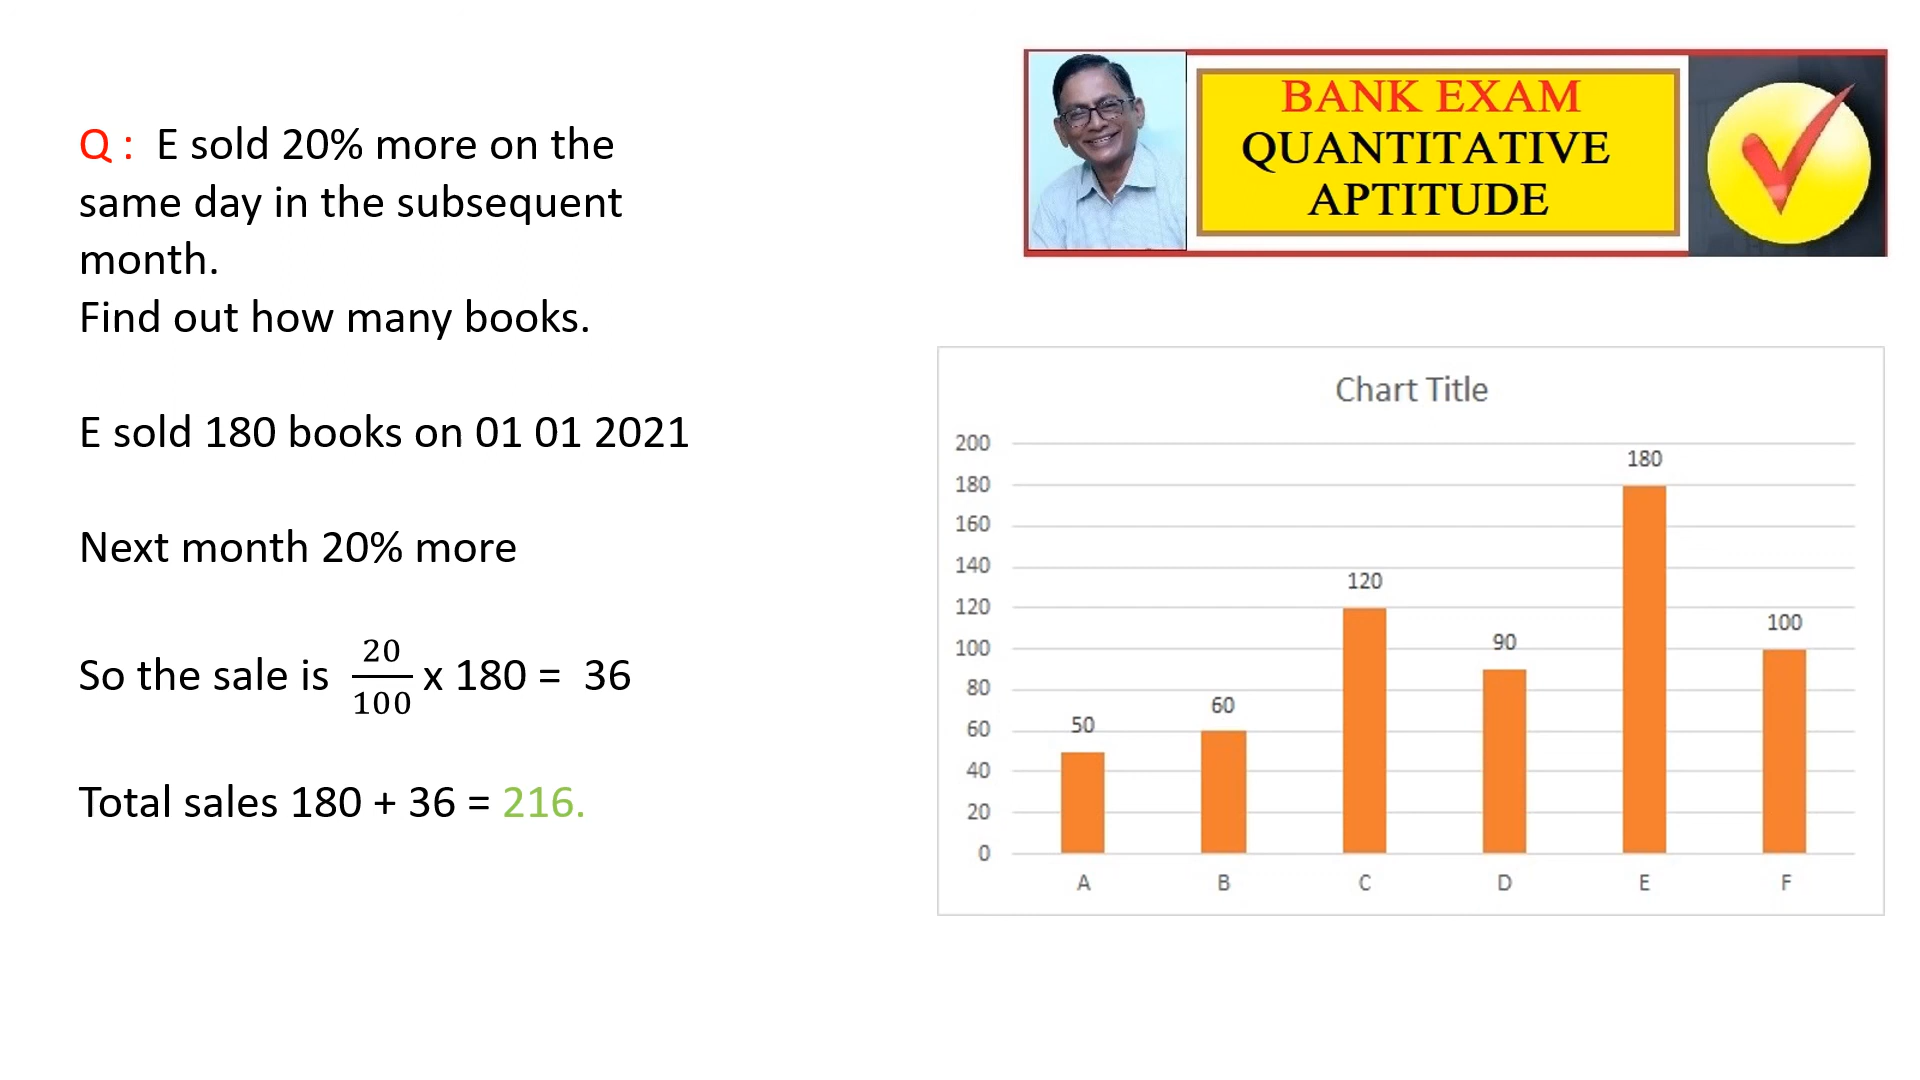 Q :  E sold 20% more on the
same day in the subsequent
month.
Find out how many books.
E sold 180 books on 01 01 2021
Next month 20% more
So the sale is 20/100 x 180 =  36
Total sales 180 + 36 = 216.
BANK EXAM
QUANTITATIVE
APTITUDE
Chart Title
200
180
160
140
120
100
80
60
40
20
0
50
60
120
90
180
100
A B C D E F